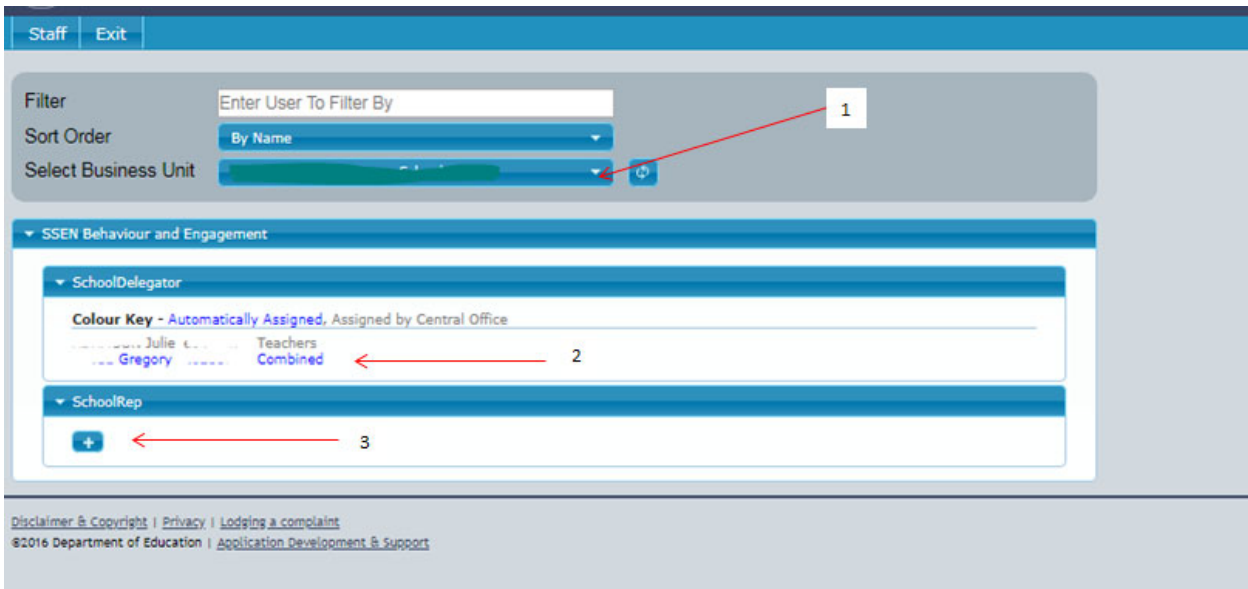 Staff Exit
Filter Enter User To Filter By
1
Sort Order By Name
Select Business Unit
SSEN Behaviour and Engagement
SchoolDelegator
Colour Key - Automatically Assigned, Assigned by Central Office
Julie Teachers
Gregory Combined
2
SchoolRep
+
3
Disclaimer & Copyright | Privacy | Lodging a complaint
©2016 Department of Education | Application Development & Support